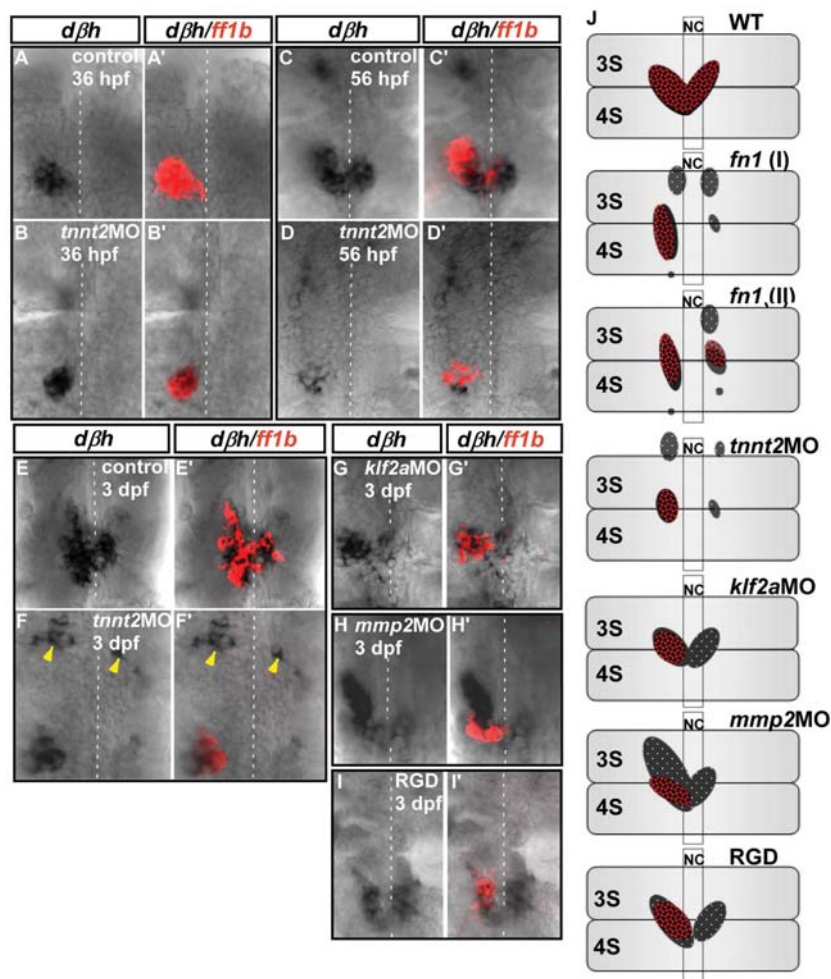 dβh dβh/ff1b dβh dβh/ff1b
A control 36 hpf
A'
C control 56 hpf
C'
B tnnt2MO 36 hpf
B'
D tnnt2MO 56 hpf
D'
dβh dβh/ff1b dβh dβh/ff1b
E control 3 dpf
E'
G klf2aMO 3 dpf
G'
F tnnt2MO 3 dpf
F'
H mmp2MO 3 dpf
H'
I RGD 3 dpf
I'
J
NC WT
3S
4S
NC fn1 (I)
3S
4S
NC fn1 (II)
3S
4S
NC tnnt2MO
3S
4S
NC klf2aMO
3S
4S
NC mmp2MO
3S
4S
NC RGD
3S
4S